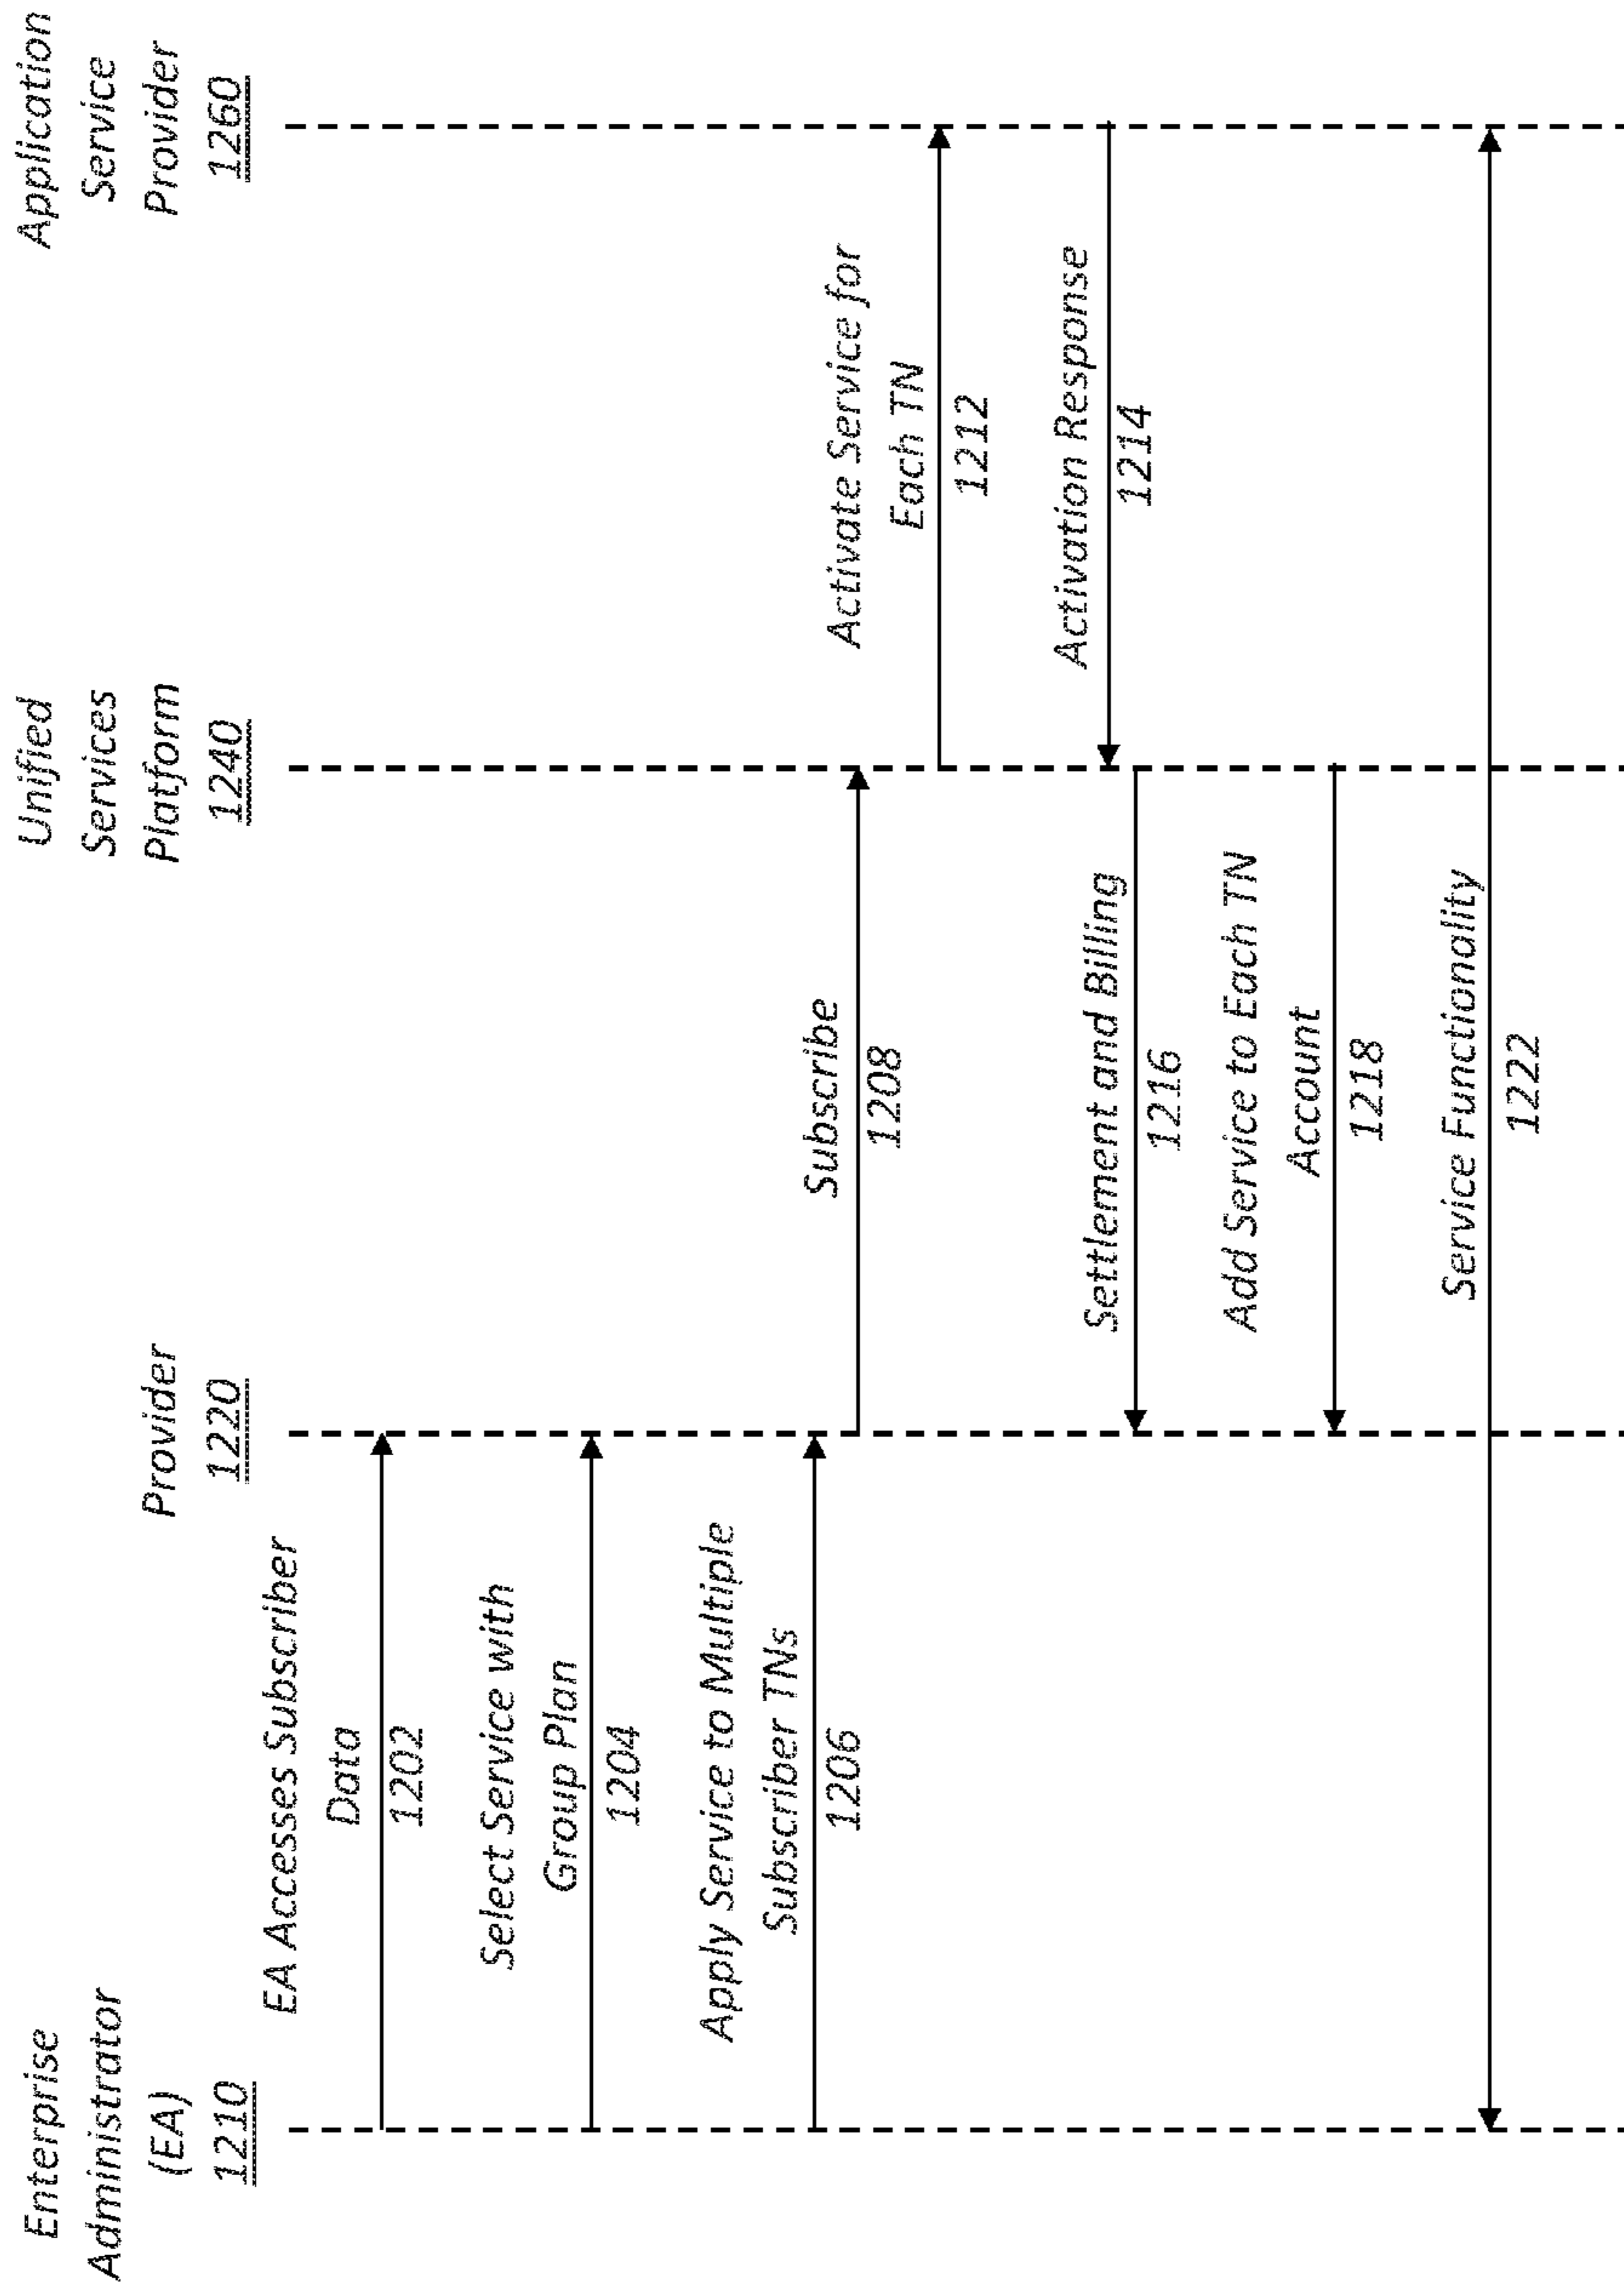 Enterprise
Administrator
(EA)
1210
Provider
1220
Unified
Services
Platform
1240
Application
Service
Provider
1260
EA Accesses Subscriber
Data
1202
Select Service with
Group Plan
1204
Apply Service to Multiple
Subscriber TNs
1206
Subscribe
1208
Activate Service for
Each TN
1212
Activation Response
1214
Settlement and Billing
1216
Add Service to Each TN
Account
1218
Service Functionality
1222